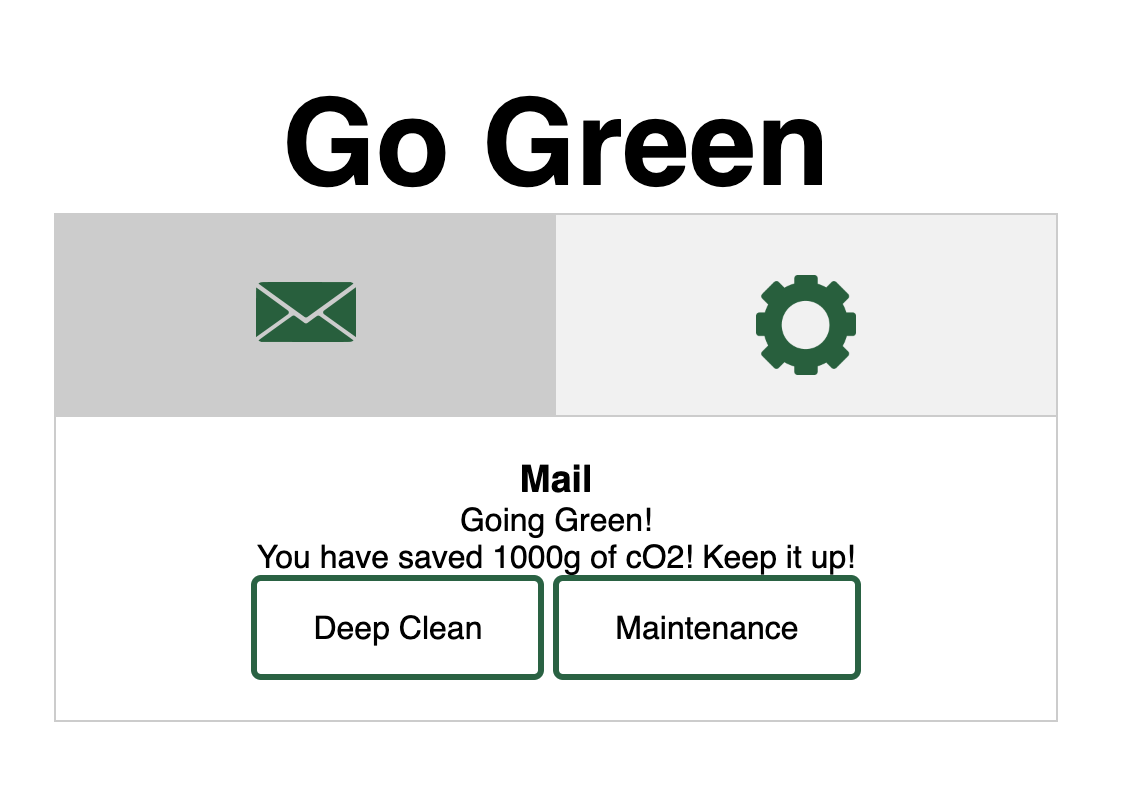 Go Green
Mail
Going Green!
You have saved 1000g of cO2! Keep it up!
Deep Clean
Maintenance